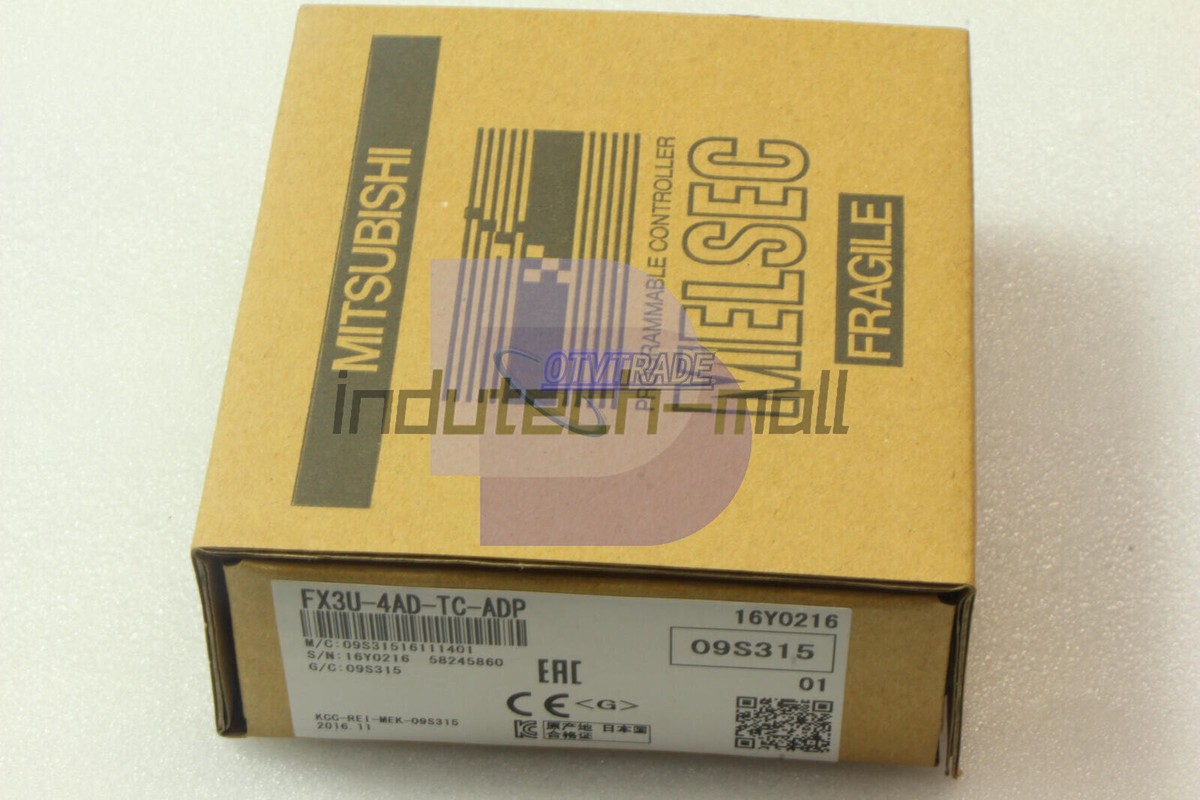 MITSUBISHI
PROGRAMMABLE CONTROLLER
MELSEC
FRAGILE
OTVTRADE
indutech-mall
FX3U-4AD-TC-ADP
M/C:09S31516111401
S/N:16Y0216 58245860
G/C:09S315
KCC-REI-MEK-09S315
2016.11
EAC
CE <G>
原产地 日本国
合格证
16Y0216
09S315
01